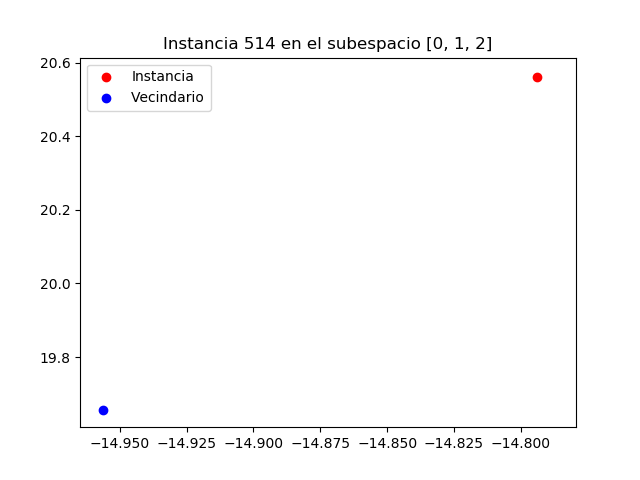 Instancia 514 en el subespacio [0, 1, 2]
20.6
20.4
20.2
20.0
19.8
Instancia
Vecindario
−14.950 −14.925 −14.900 −14.875 −14.850 −14.825 −14.800